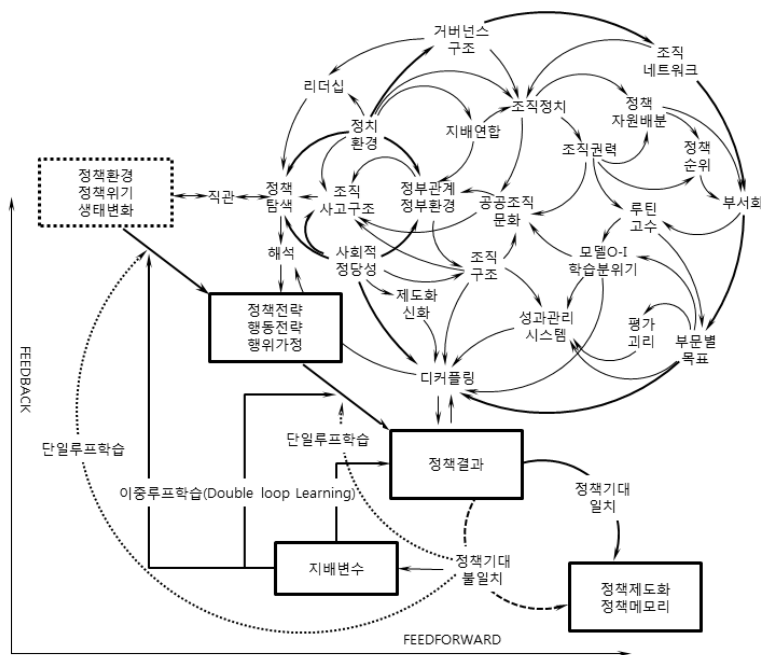 거버넌스
구조
조직
네트워크
리더십
정치
환경
지배연합
조직정치
정책
자원배분
조직권력
정책
순위
정책환경
정책위기
생태변화
직관
정책
탐색
조직
사고구조
정부관계
정부환경
공공조직
문화
루틴
고수
부서화
해석
사회적
정당성
조직
구조
모델O-I
학습분위기
제도화
신화
성과관리
시스템
평가
괴리
부문별
목표
정책전략
행동전략
행위가정
디커플링
FEEDBACK
단일루프학습
단일루프학습
정책결과
이중루프학습(Double loop Learning)
정책기대
일치
지배변수
정책기대
불일치
정책제도화
정책메모리
FEEDFORWARD